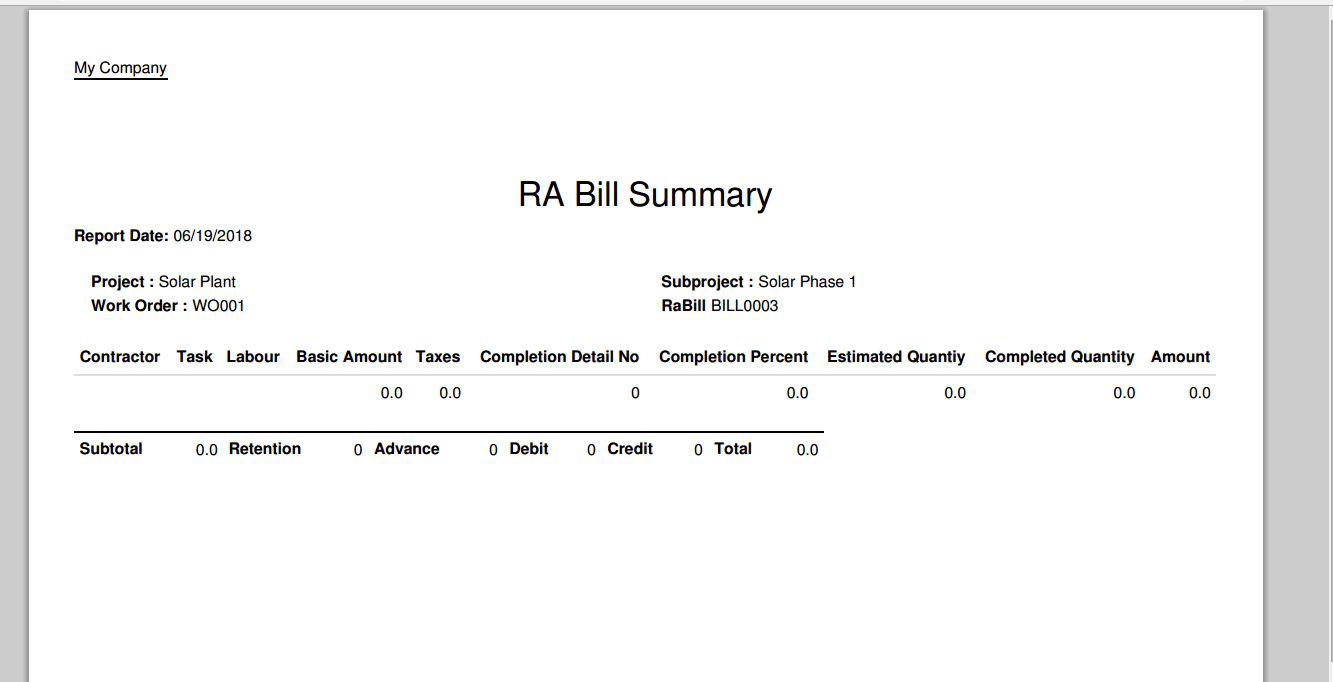 My Company
RA Bill Summary
Report Date: 06/19/2018
Project : Solar Plant Subproject : Solar Phase 1
Work Order : WO001 RaBill BILL0003
Contractor Task Labour Basic Amount Taxes Completion Detail No Completion Percent Estimated Quantiy Completed Quantity Amount
0.0 0.0 0 0.0 0.0 0.0 0.0
Subtotal 0.0 Retention 0 Advance 0 Debit 0 Credit 0 Total 0.0